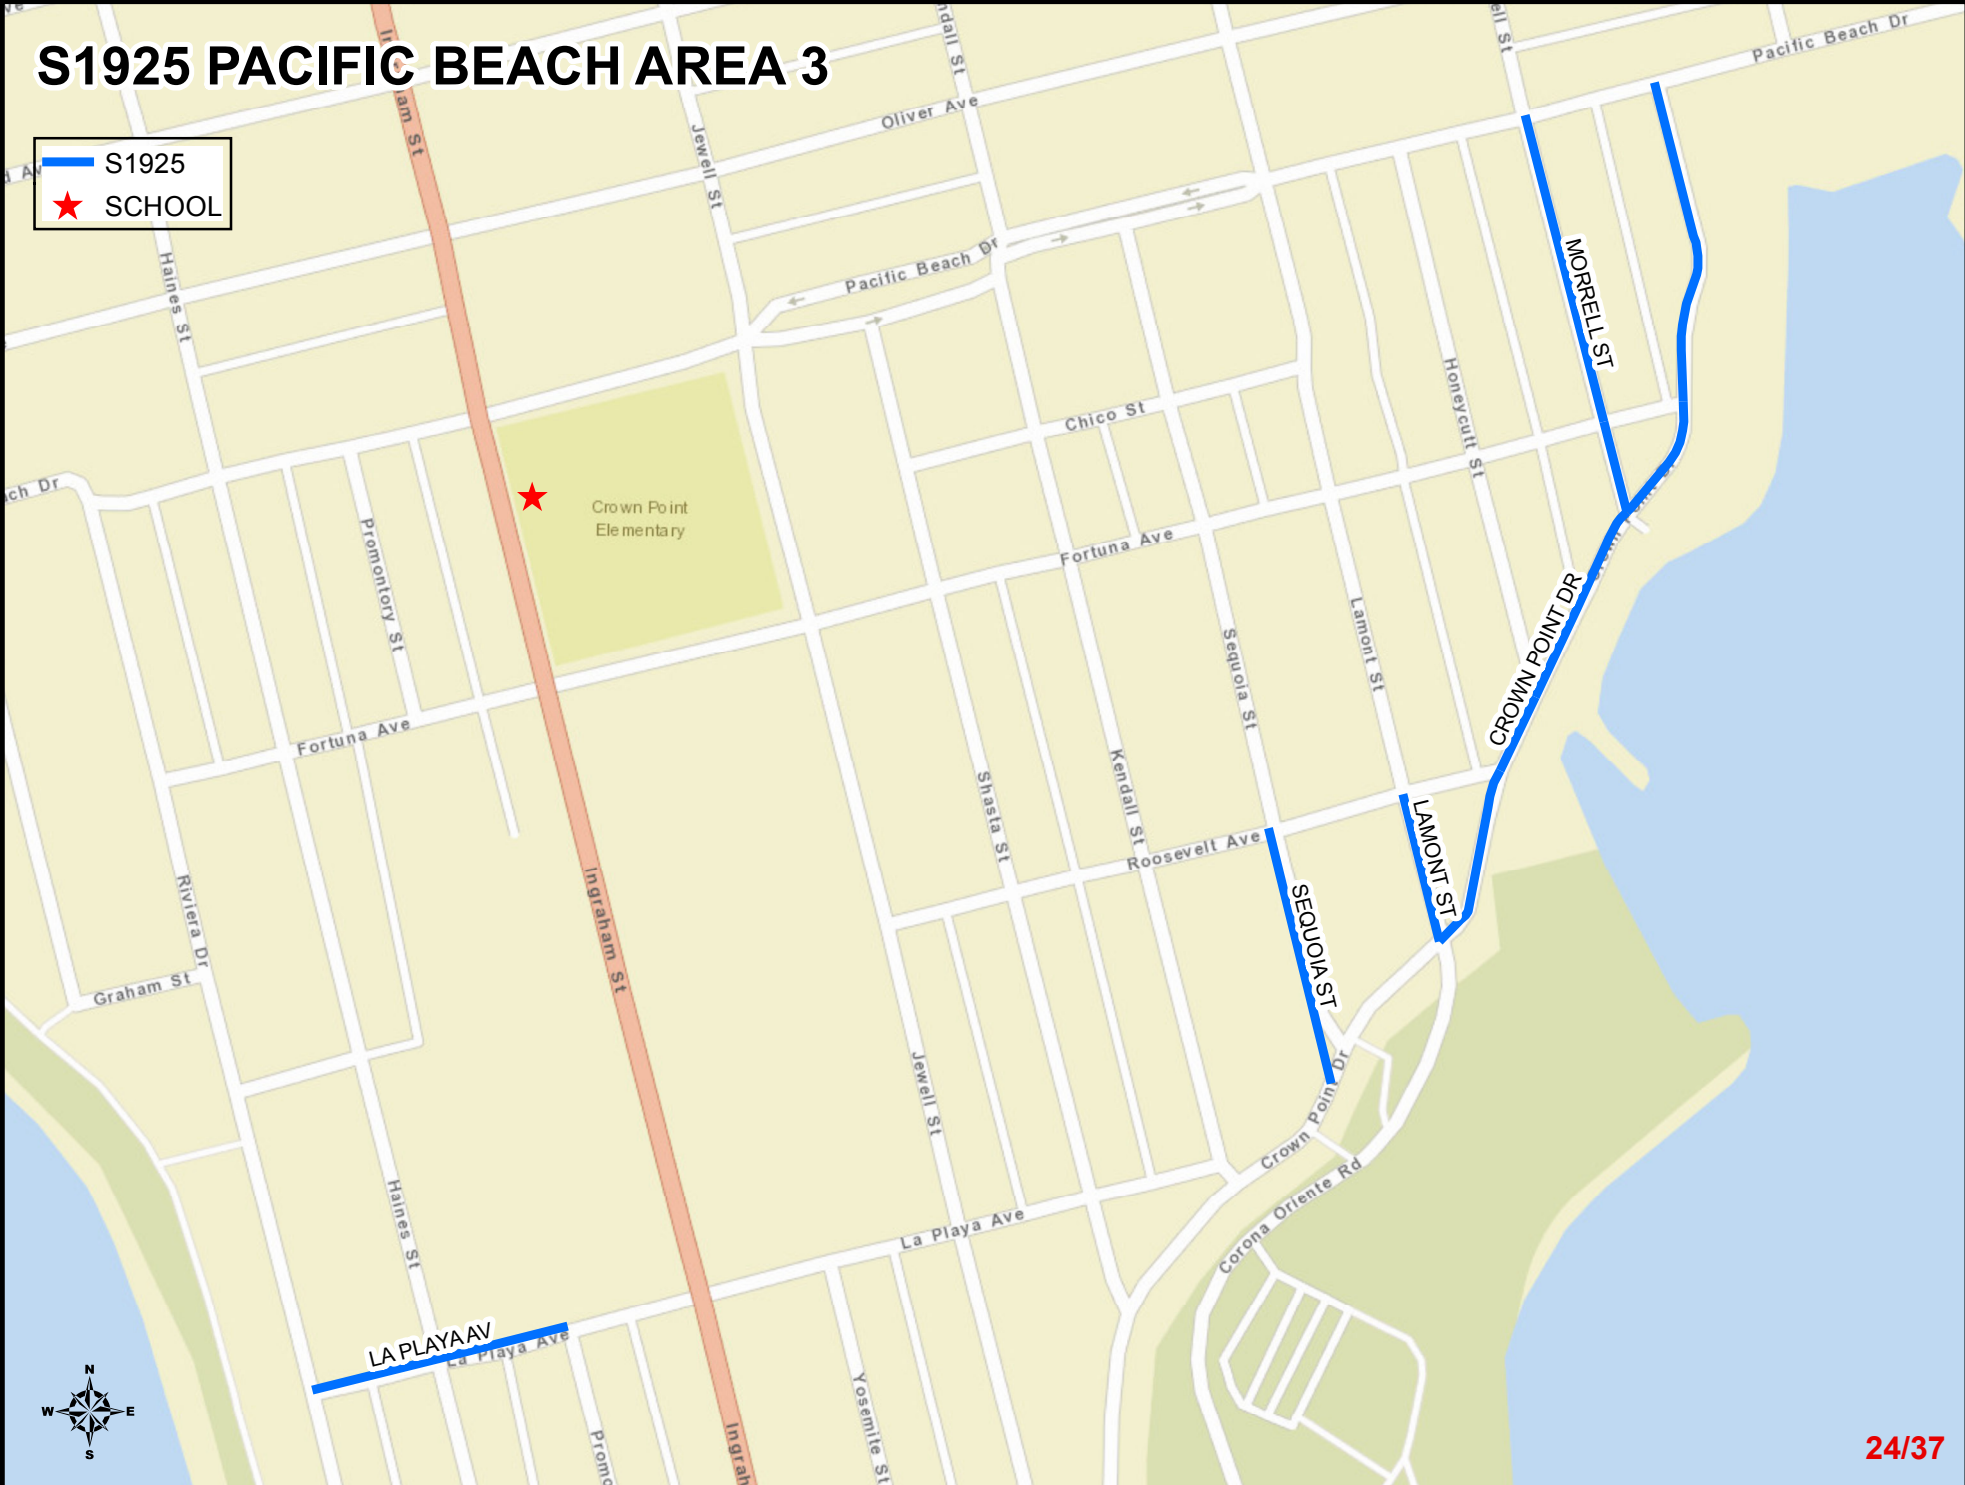 S1925 PACIFIC BEACH AREA 3
S1925
SCHOOL
Pacific Beach Dr
Oliver Ave
Jewell St
Haines St
Pacific Beach Dr
MORRELL ST
Honeycutt St
Chico St
Crown Point
Elementary
Promontory St
Fortuna Ave
CROWN POINT DR
Lamont St
Sequoia St
Fortuna Ave
Kendall St
Shasta St
Roosevelt Ave
LAMONT ST
SEQUOIA ST
Ingraham St
Riviera Dr
Graham St
Jewell St
Crown Point Dr
Corona Oriente Rd
Haines St
La Playa Ave
LA PLAYA AV
La Playa Ave
Yosemite St
N
W E
S
24/37